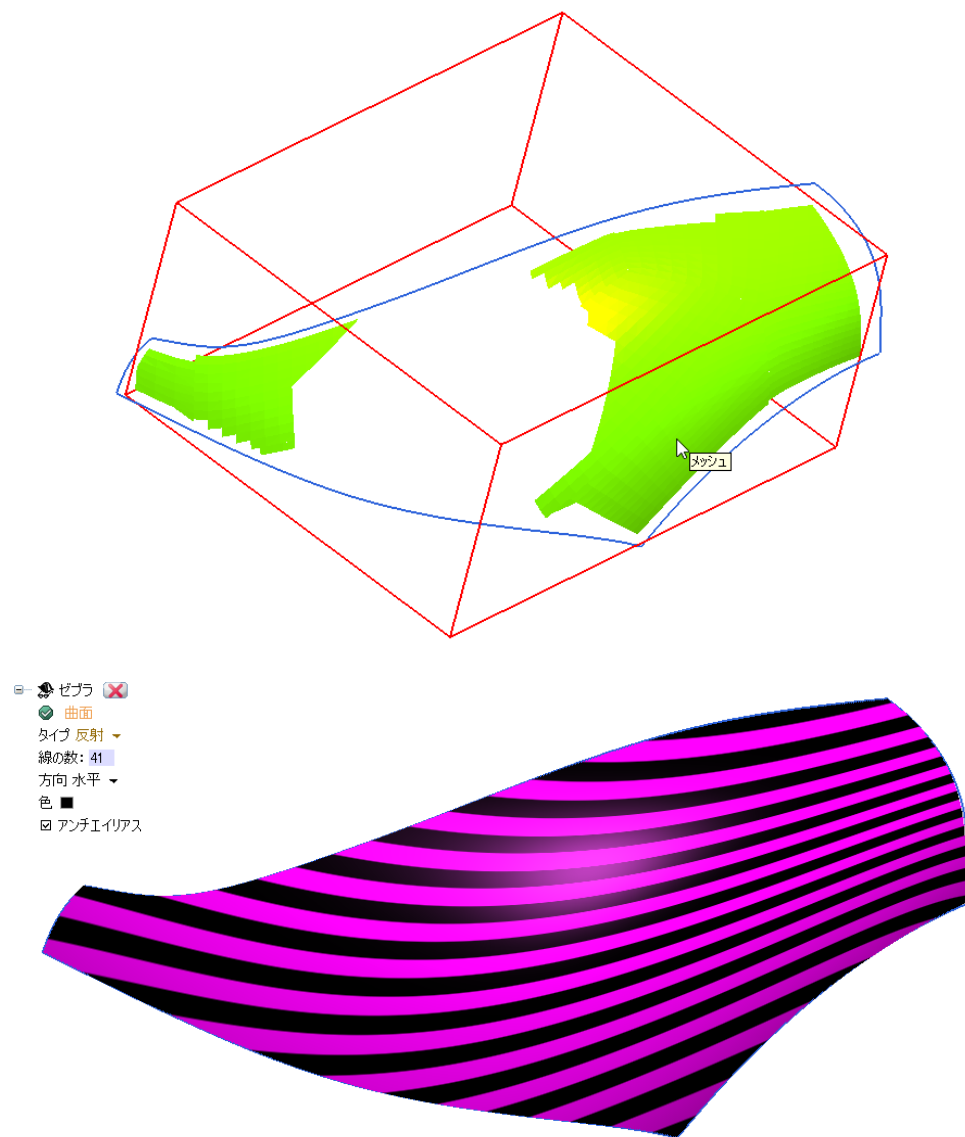 メッシュ
ゼブラ
曲面
タイプ 反射
線の数: 41
方向 水平
色
アンチエイリアス